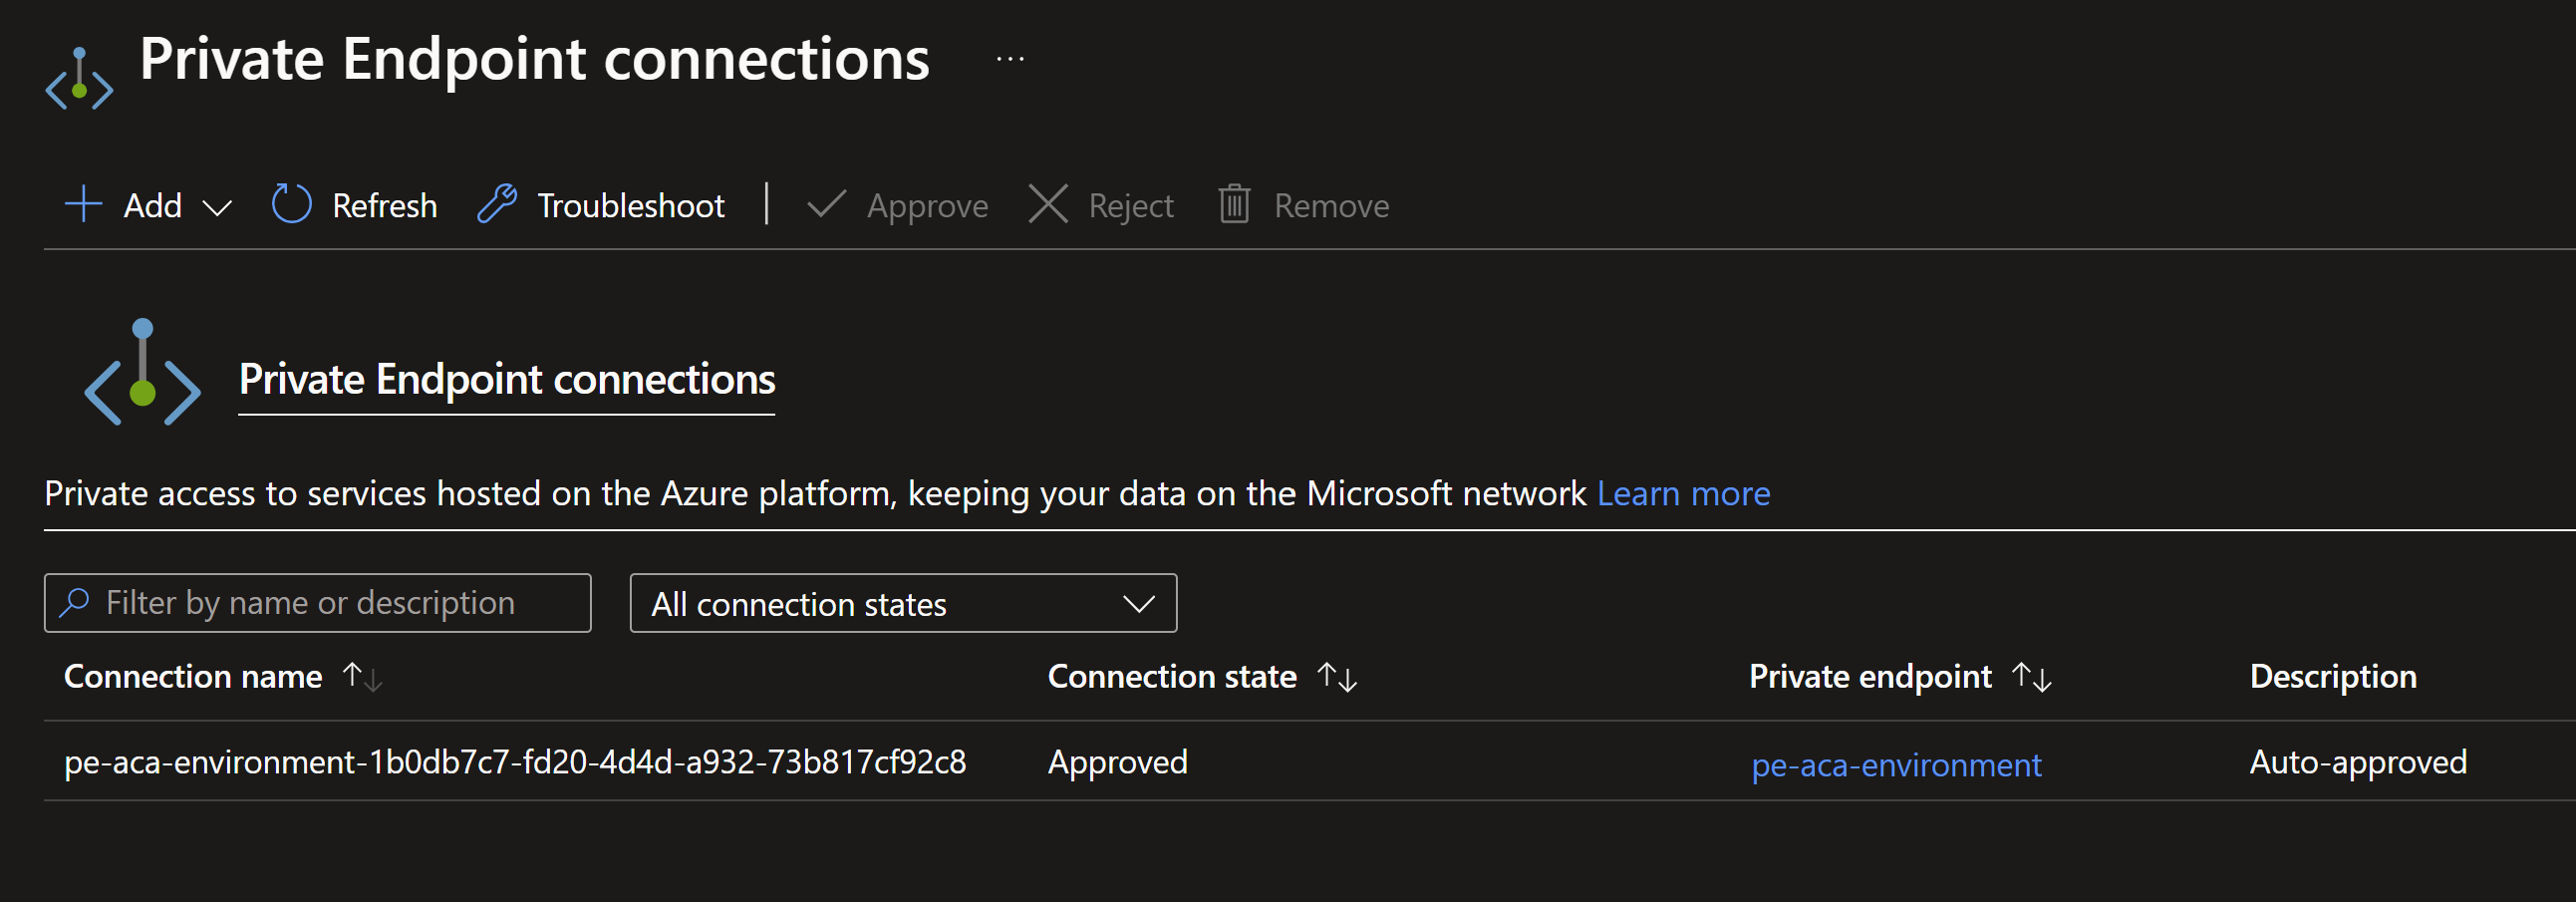 Private Endpoint connections ...
Add Refresh Troubleshoot Approve Reject Remove
Private Endpoint connections
Private access to services hosted on the Azure platform, keeping your data on the Microsoft network Learn more
Filter by name or description All connection states
Connection name Connection state Private endpoint Description
pe-aca-environment-1b0db7c7-fd20-4d4d-a932-73b817cf92c8 Approved pe-aca-environment Auto-approved